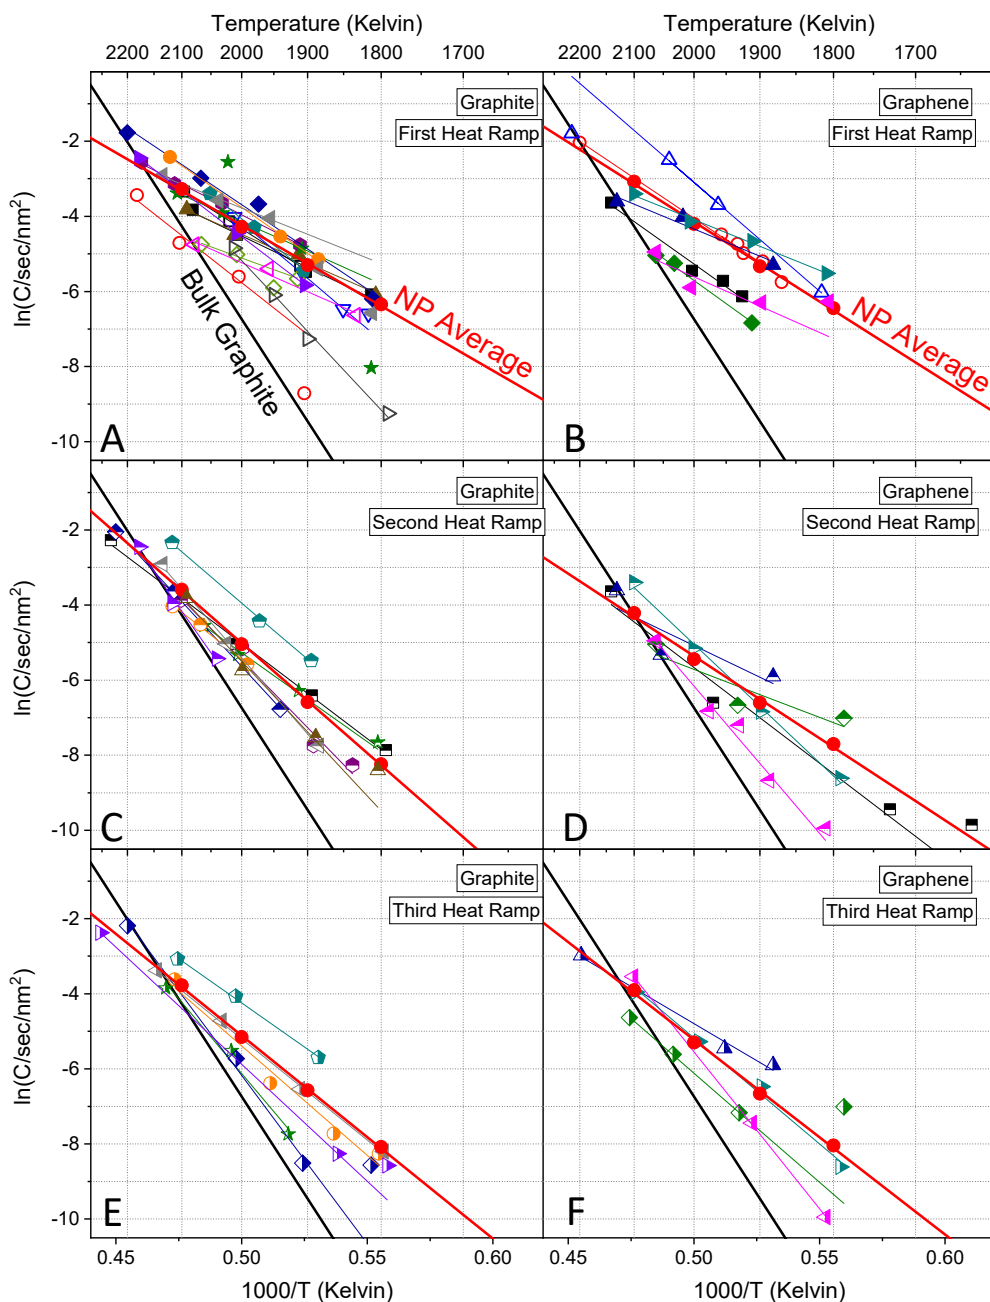 Temperature (Kelvin) Temperature (Kelvin)
2200 2100 2000 1900 1800 1700 2200 2100 2000 1900 1800 1700
Graphite
First Heat Ramp
Bulk Graphite
NP Average
A
-2
-4
-6
-8
-10
ln(C/sec/nm²)
Graphene
First Heat Ramp
NP Average
B
Graphite
Second Heat Ramp
C
-2
-4
-6
-8
-10
ln(C/sec/nm²)
Graphene
Second Heat Ramp
D
Graphite
Third Heat Ramp
E
-2
-4
-6
-8
-10
ln(C/sec/nm²)
Graphene
Third Heat Ramp
F
0.45 0.50 0.55 0.60 0.45 0.50 0.55 0.60
1000/T (Kelvin) 1000/T (Kelvin)